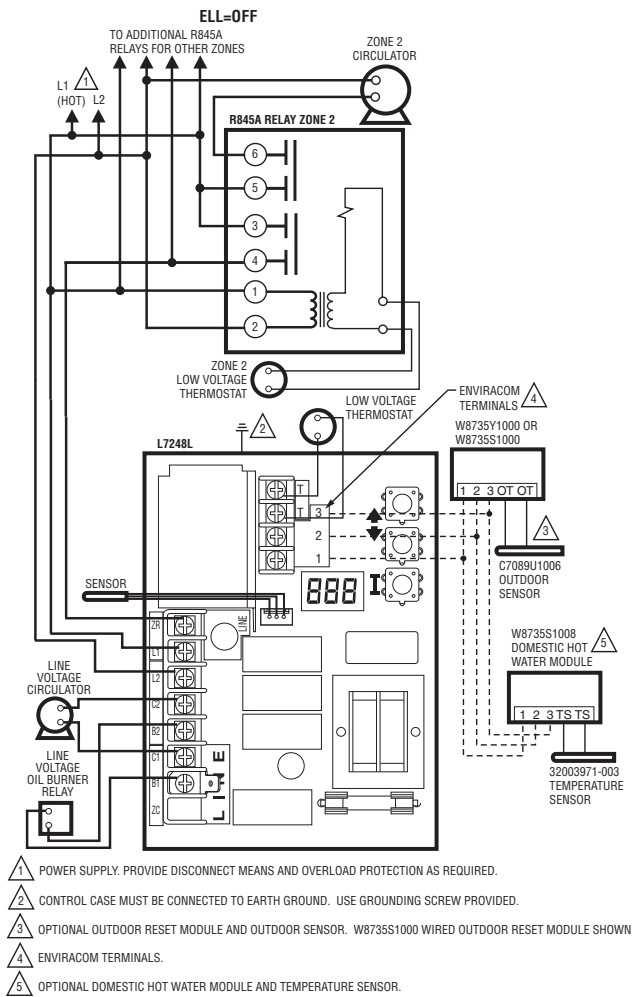 ELL=OFF
TO ADDITIONAL R845A
RELAYS FOR OTHER ZONES
ZONE 2
CIRCULATOR
L1
(HOT)
1
L2
R845A RELAY ZONE 2
6
5
3
4
1
2
ZONE 2
LOW VOLTAGE
THERMOSTAT
LOW VOLTAGE
THERMOSTAT
ENVIRACOM
TERMINALS
4
L7248L
2
W8735Y1000 OR
W8735S1000
1 2 3 OT OT
3
C7089U1006
OUTDOOR
SENSOR
T
T
3
2
1
888
SENSOR
LINE
ZR
L1
L2
C2
B2
C1
B1
ZC
LINE
LINE
VOLTAGE
CIRCULATOR
LINE
VOLTAGE
OIL BURNER
RELAY
W8735S1008
DOMESTIC HOT
WATER MODULE
5
1 2 3 TS TS
32003971-003
TEMPERATURE
SENSOR
1 POWER SUPPLY. PROVIDE DISCONNECT MEANS AND OVERLOAD PROTECTION AS REQUIRED.
2 CONTROL CASE MUST BE CONNECTED TO EARTH GROUND. USE GROUNDING SCREW PROVIDED.
3 OPTIONAL OUTDOOR RESET MODULE AND OUTDOOR SENSOR. W8735S1000 WIRED OUTDOOR RESET MODULE SHOWN
4 ENVIRACOM TERMINALS.
5 OPTIONAL DOMESTIC HOT WATER MODULE AND TEMPERATURE SENSOR.